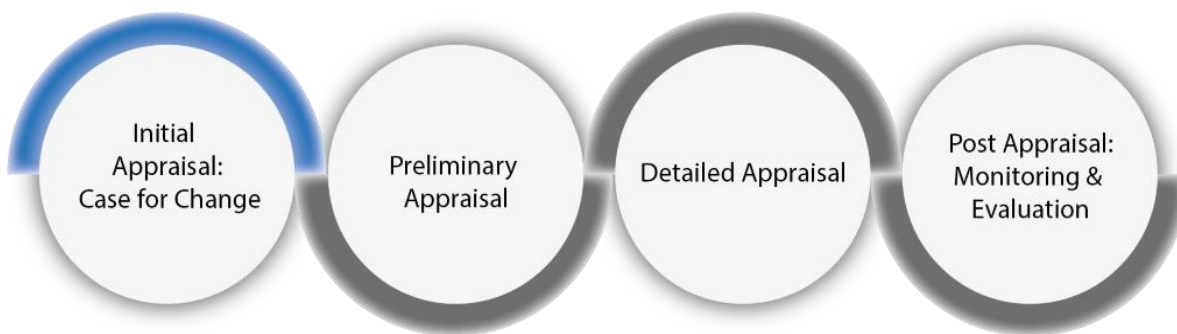 Initial
Appraisal:
Case for Change
Preliminary
Appraisal
Detailed Appraisal
Post Appraisal:
Monitoring &
Evaluation